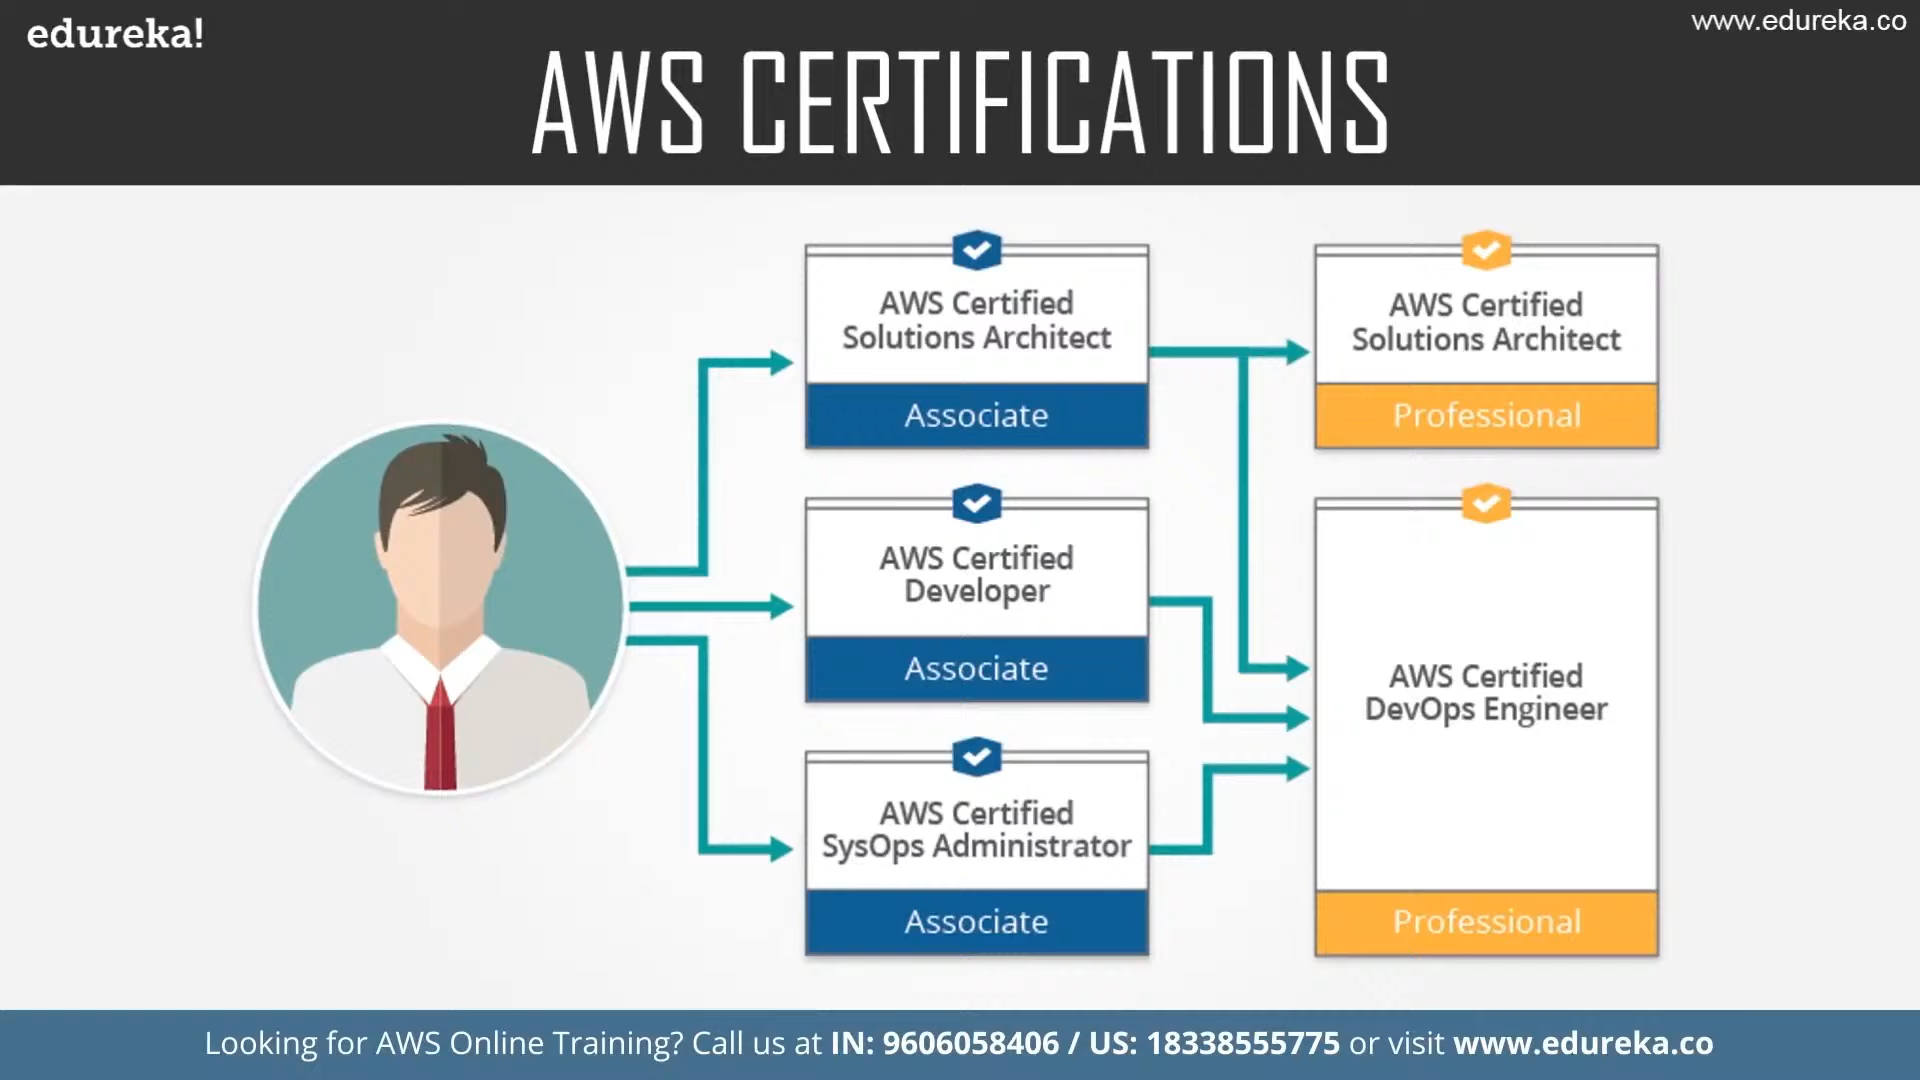 edureka!
www.edureka.co
AWS CERTIFICATIONS
AWS Certified
Solutions Architect
Associate
AWS Certified
Solutions Architect
Professional
AWS Certified
Developer
Associate
AWS Certified
DevOps Engineer
Professional
AWS Certified
SysOps Administrator
Associate
Looking for AWS Online Training? Call us at IN: 9606058406 / US: 18338555775 or visit www.edureka.co